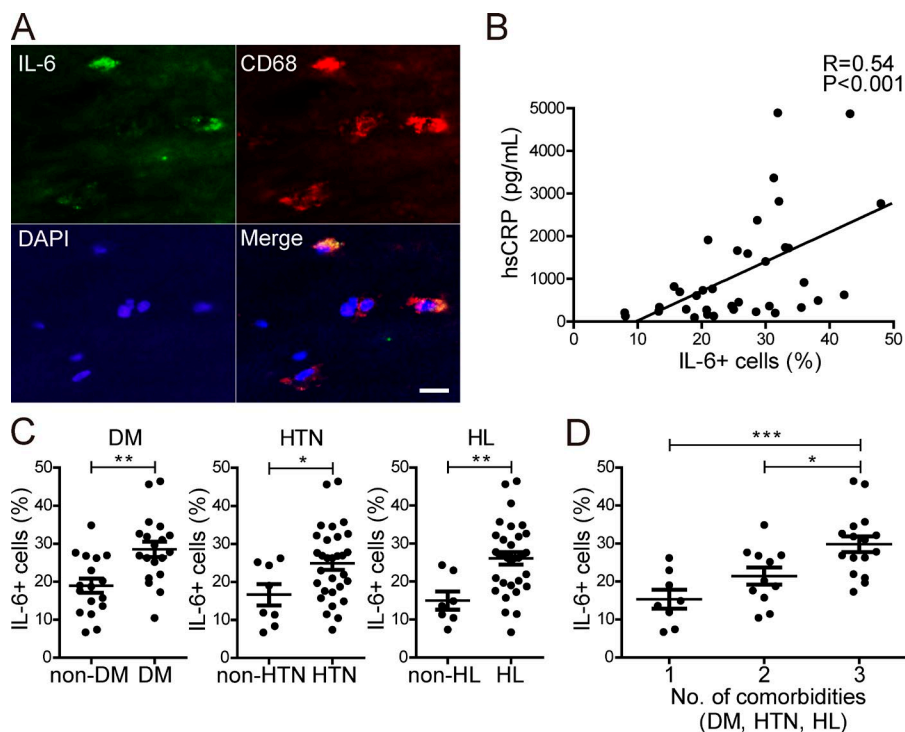 A
IL-6
CD68
DAPI
Merge
B
R=0.54
P<0.001
hsCRP (pg/mL)
5000
4000
3000
2000
1000
0
0 10 20 30 40 50
IL-6+ cells (%)
C
DM
**
IL-6+ cells (%)
50
40
30
20
10
0
non-DM DM
HTN
*
IL-6+ cells (%)
50
40
30
20
10
0
non-HTN HTN
HL
**
IL-6+ cells (%)
50
40
30
20
10
0
non-HL HL
D
***
*
IL-6+ cells (%)
50
40
30
20
10
0
1 2 3
No. of comorbidities
(DM, HTN, HL)